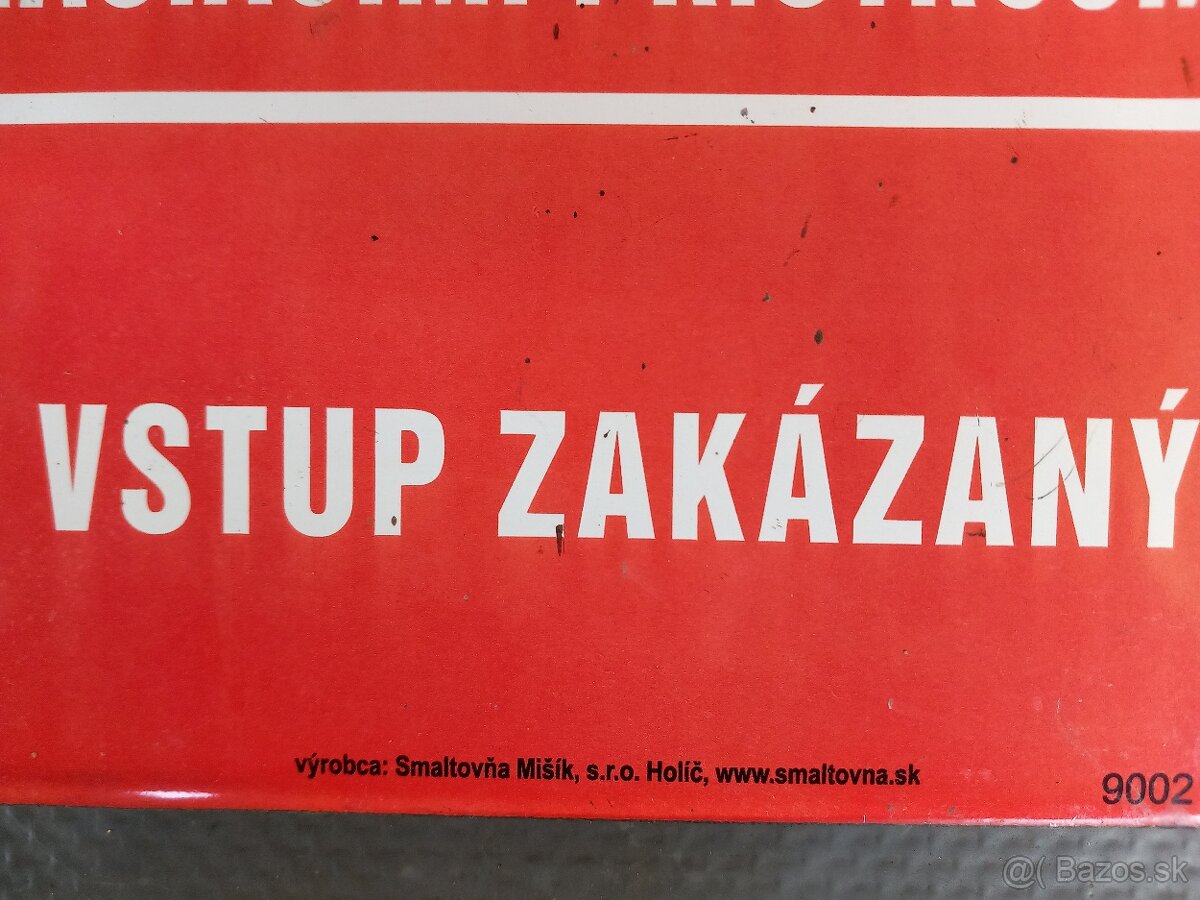 VSTUP ZAKÁZANÝ
výrobca: Smaltovňa Mišík, s.r.o. Holíč, www.smaltovna.sk
9002
@( Bazos.sk